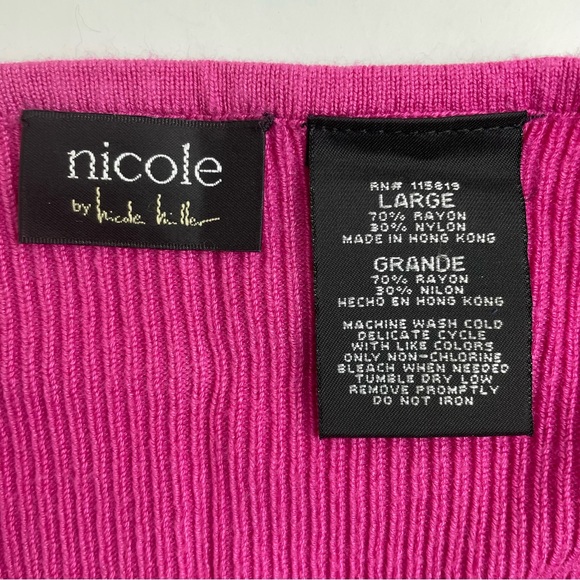 nicole
by nicole miller
RN# 115819
LARGE
70% RAYON
30% NYLON
MADE IN HONG KONG
GRANDE
70% RAYON
30% NILON
HECHO EN HONG KONG
MACHINE WASH COLD
DELICATE CYCLE
WITH LIKE COLORS
ONLY NON-CHLORINE
BLEACH WHEN NEEDED
TUMBLE DRY LOW
REMOVE PROMPTLY
DO NOT IRON